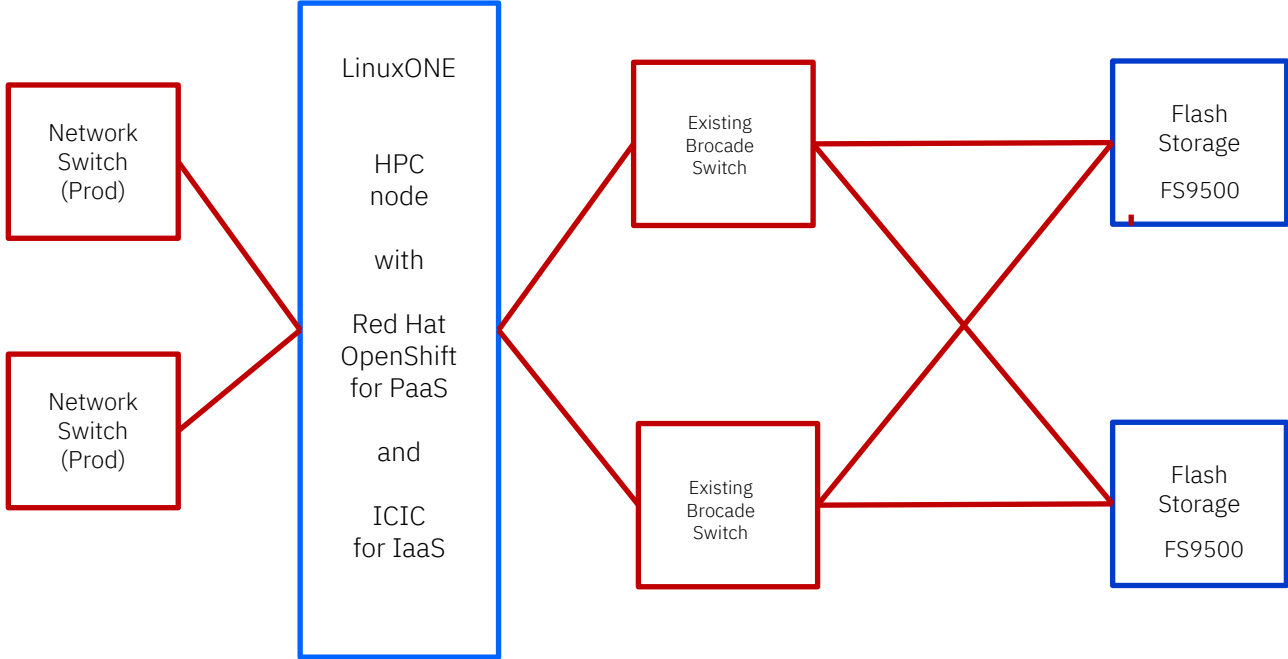 Network
Switch
(Prod)
Network
Switch
(Prod)
LinuxONE
HPC
node
with
Red Hat
OpenShift
for PaaS
and
ICIC
for IaaS
Existing
Brocade
Switch
Existing
Brocade
Switch
Flash
Storage
FS9500
Flash
Storage
FS9500